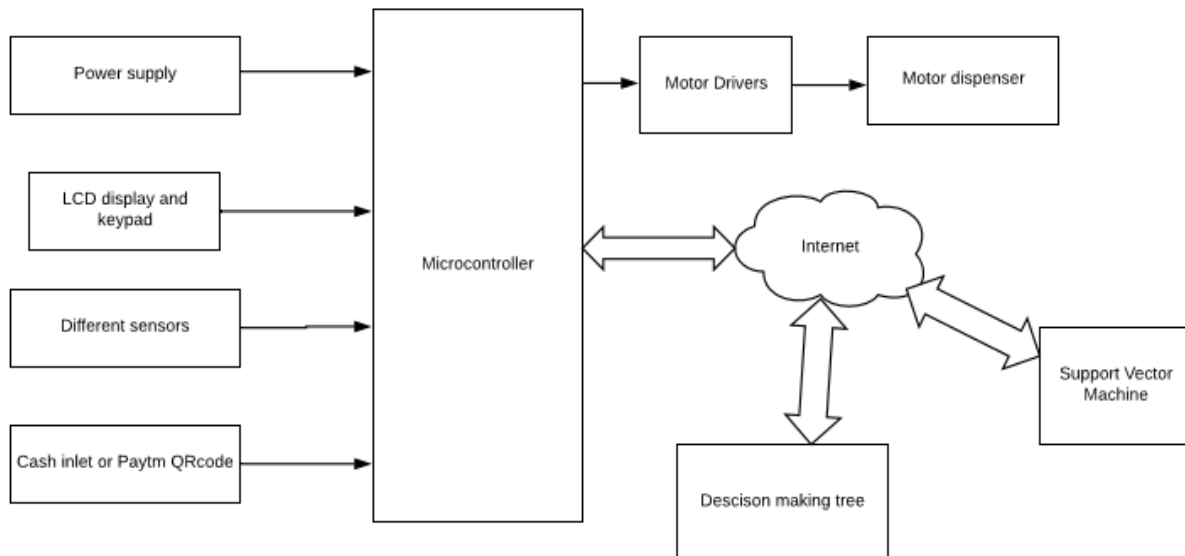 Power supply
Motor Drivers
Motor dispenser
LCD display and
keypad
Microcontroller
Internet
Different sensors
Support Vector
Machine
Cash inlet or Paytm QRcode
Descison making tree